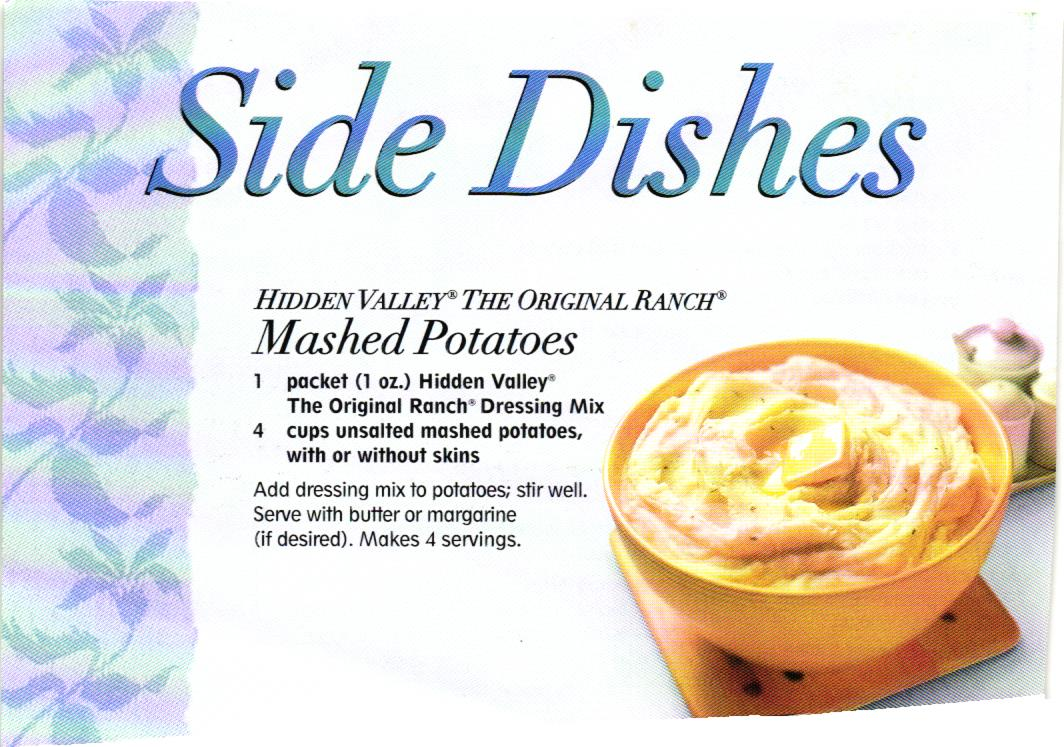 Side Dishes
HIDDEN VALLEY® THE ORIGINAL RANCH®
Mashed Potatoes
1 packet (1 oz.) Hidden Valley®
The Original Ranch® Dressing Mix
4 cups unsalted mashed potatoes,
with or without skins
Add dressing mix to potatoes; stir well.
Serve with butter or margarine
(if desired). Makes 4 servings.